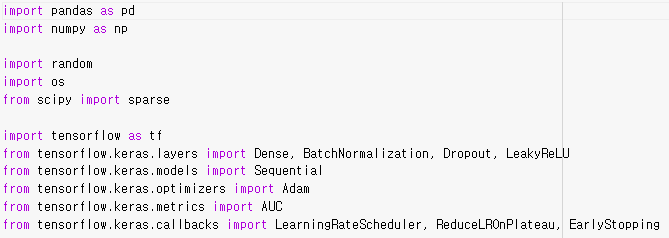 import pandas as pd
import numpy as np
import random
import os
from scipy import sparse
import tensorflow as tf
from tensorflow.keras.layers import Dense, BatchNormalization, Dropout, LeakyReLU
from tensorflow.keras.models import Sequential
from tensorflow.keras.optimizers import Adam
from tensorflow.keras.metrics import AUC
from tensorflow.keras.callbacks import LearningRateScheduler, ReduceLROnPlateau, EarlyStopping